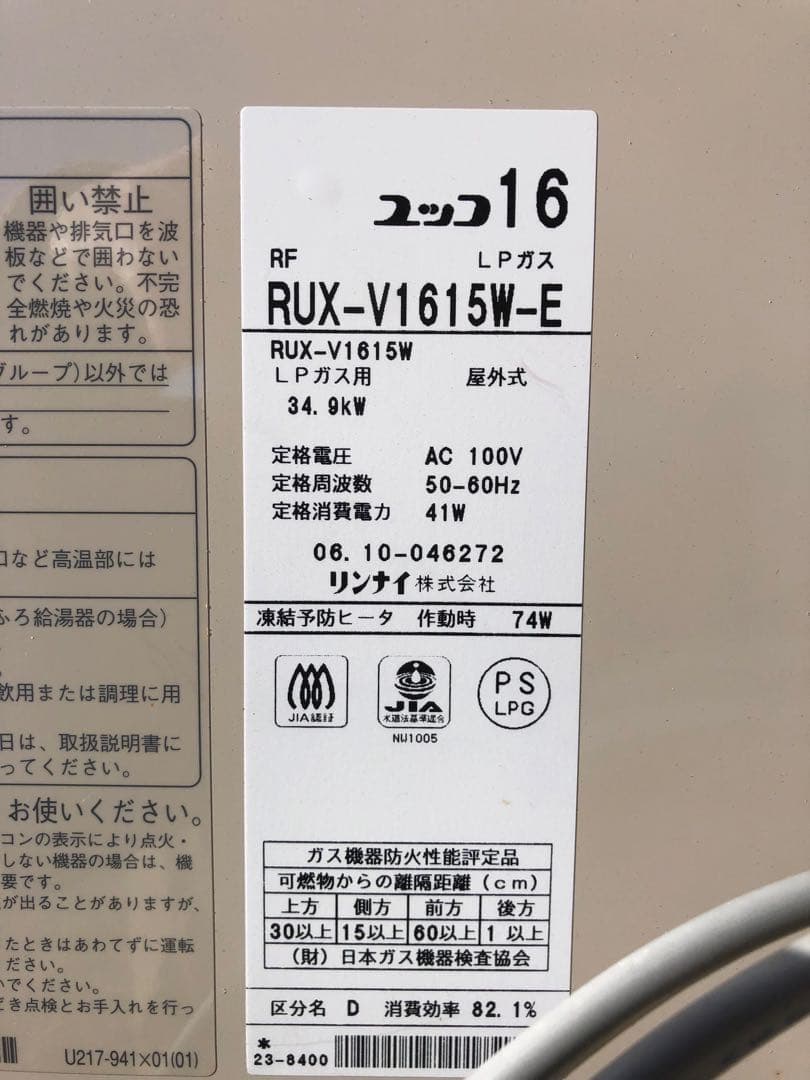 囲い禁止
機器や排気口を波
板などで囲わない
でください。不完
全燃焼や火災の恐
れがあります。
グループ)以外では
す。
口など高温部には
ふろ給湯器の場合)
飲用または調理に用
日は、取扱説明書に
ってください。
お使いください。
コンの表示により点火・
しない機器の場合は、機
要です。
が出ることがありますが、
たときはあわてずに運転
ださい。
いでください。
どき点検とお手入れを行っ
U217-941×01(01)
ユッコ16
RF LPガス
RUX-V1615W-E
RUX-V1615W
LPガス用 屋外式
34.9kW
定格電圧 AC 100V
定格周波数 50-60Hz
定格消費電力 41W
06.10-046272
リンナイ株式会社
凍結予防ヒータ 作動時 74W
JIA認証
JIA
水道法基準適合
NW1005
PS
LPG
ガス機器防火性能評定品
可燃物からの離隔距離(cm)
上方 側方 前方 後方
30以上 15以上 60以上 1以上
(財)日本ガス機器検査協会
区分名 D 消費効率 82.1%
*
23-8400